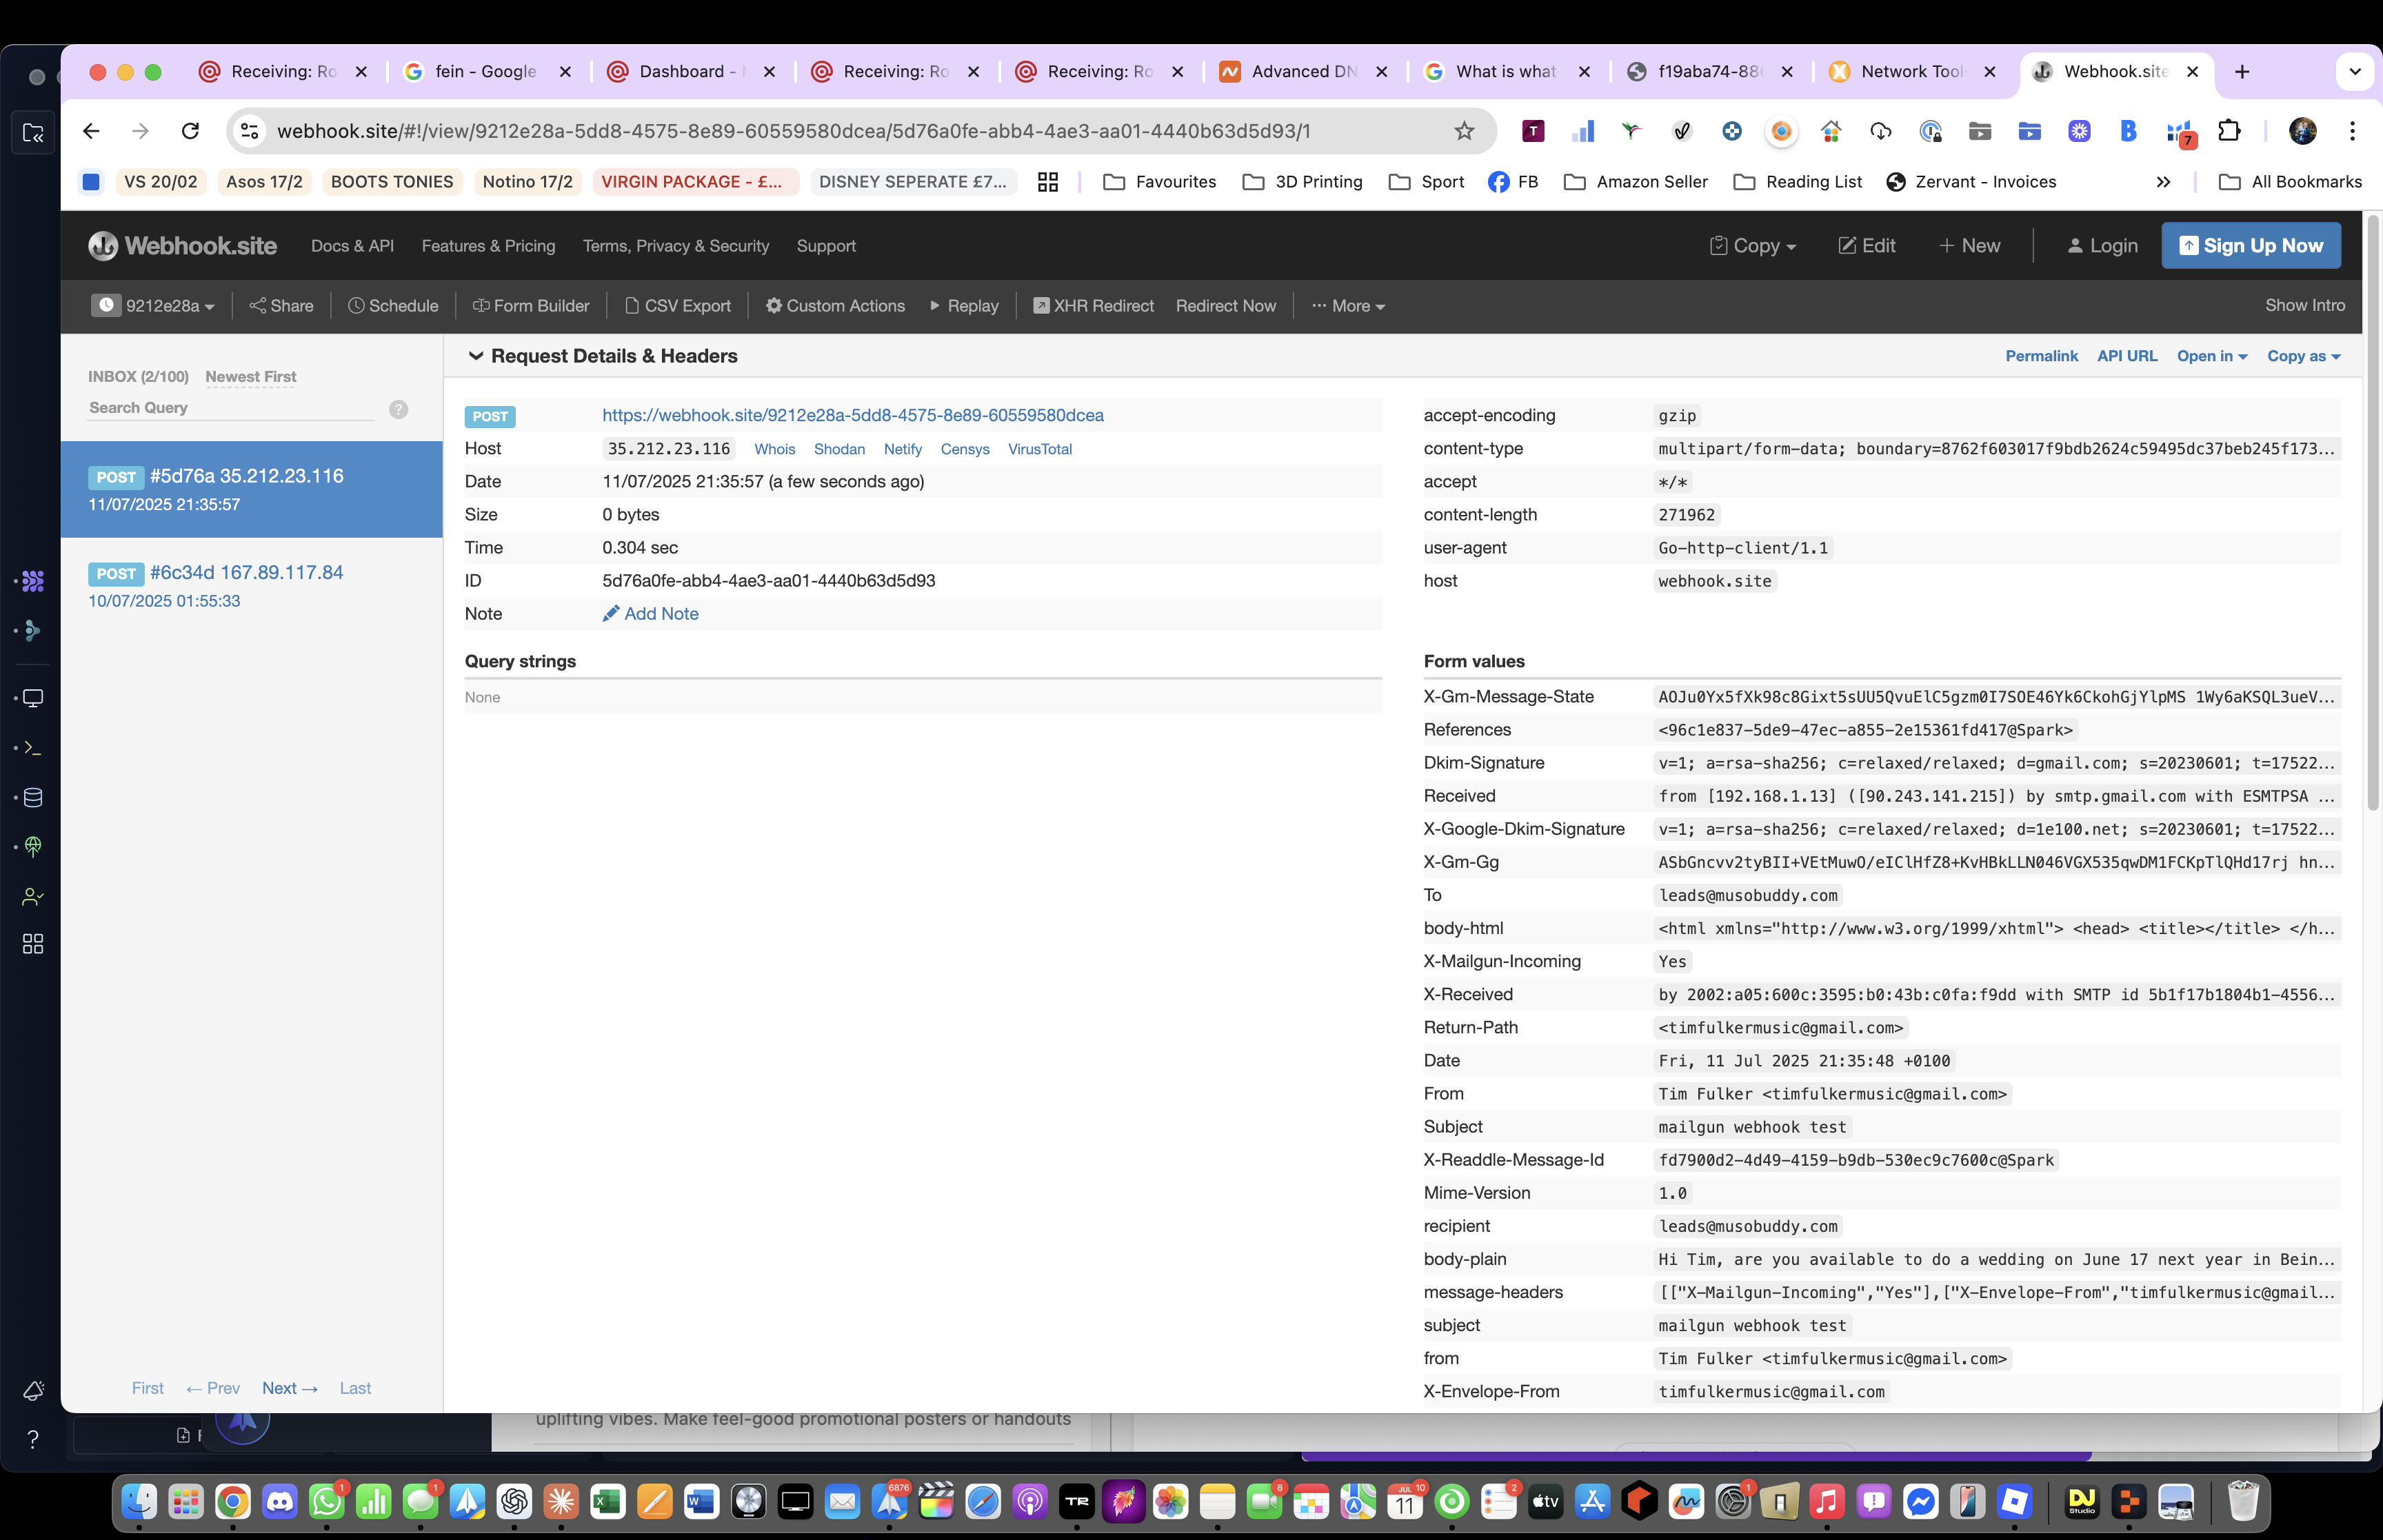 Receiving: Ro
fein - Google
Dashboard -
Receiving: Ro
Receiving: Ro
Advanced DN
What is what
f19aba74-88
Network Tool
Webhook.site
webhook.site/#!/view/9212e28a-5dd8-4575-8e89-60559580dcea/5d76a0fe-abb4-4ae3-aa01-4440b63d5d93/1
7
VS 20/02
Asos 17/2
BOOTS TONIES
Notino 17/2
VIRGIN PACKAGE - £...
DISNEY SEPERATE £7...
Favourites
3D Printing
Sport
FB
Amazon Seller
Reading List
Zervant - Invoices
All Bookmarks
Webhook.site
Docs & API
Features & Pricing
Terms, Privacy & Security
Support
Copy
Edit
New
Login
Sign Up Now
9212e28a
Share
Schedule
Form Builder
CSV Export
Custom Actions
Replay
XHR Redirect
Redirect Now
More
Show Intro
INBOX (2/100) Newest First
Search Query
?
POST #5d76a 35.212.23.116
11/07/2025 21:35:57
POST #6c34d 167.89.117.84
10/07/2025 01:55:33
First ← Prev Next → Last
Request Details & Headers
Permalink
API URL
Open in
Copy as
POST https://webhook.site/9212e28a-5dd8-4575-8e89-60559580dcea
Host 35.212.23.116 Whois Shodan Netify Censys VirusTotal
Date 11/07/2025 21:35:57 (a few seconds ago)
Size 0 bytes
Time 0.304 sec
ID 5d76a0fe-abb4-4ae3-aa01-4440b63d5d93
Note Add Note
Query strings
None
accept-encoding gzip
content-type multipart/form-data; boundary=8762f603017f9bdb2624c59495dc37beb245f173...
accept */*
content-length 271962
user-agent Go-http-client/1.1
host webhook.site
Form values
X-Gm-Message-State AOJu0Yx5fXk98c8Gixt5sUU5QvuElC5gzm0I7SOE46Yk6CkohGjYlpMS 1Wy6aKSQL3ueV...
References <96c1e837-5de9-47ec-a855-2e15361fd417@Spark>
Dkim-Signature v=1; a=rsa-sha256; c=relaxed/relaxed; d=gmail.com; s=20230601; t=17522...
Received from [192.168.1.13] ([90.243.141.215]) by smtp.gmail.com with ESMTPSA ...
X-Google-Dkim-Signature v=1; a=rsa-sha256; c=relaxed/relaxed; d=1e100.net; s=20230601; t=17522...
X-Gm-Gg ASbGncvv2tyBII+VEtMuwO/eIClHfZ8+KvHBkLLN046VGX535qwDM1FCKpTlQHd17rj hn...
To leads@musobuddy.com
body-html <html xmlns="http://www.w3.org/1999/xhtml"> <head> <title></title> </h...
X-Mailgun-Incoming Yes
X-Received by 2002:a05:600c:3595:b0:43b:c0fa:f9dd with SMTP id 5b1f17b1804b1-4556...
Return-Path <timfulkermusic@gmail.com>
Date Fri, 11 Jul 2025 21:35:48 +0100
From Tim Fulker <timfulkermusic@gmail.com>
Subject mailgun webhook test
X-Readdle-Message-Id fd7900d2-4d49-4159-b9db-530ec9c7600c@Spark
Mime-Version 1.0
recipient leads@musobuddy.com
body-plain Hi Tim, are you available to do a wedding on June 17 next year in Bein...
message-headers [["X-Mailgun-Incoming","Yes"],["X-Envelope-From","timfulkermusic@gmail...
subject mailgun webhook test
from Tim Fulker <timfulkermusic@gmail.com>
X-Envelope-From timfulkermusic@gmail.com
uplifting vibes. Make feel-good promotional posters or handouts
1
1
6876
TR
8
JUL 10
11
2
tv
1
DJ
Studio